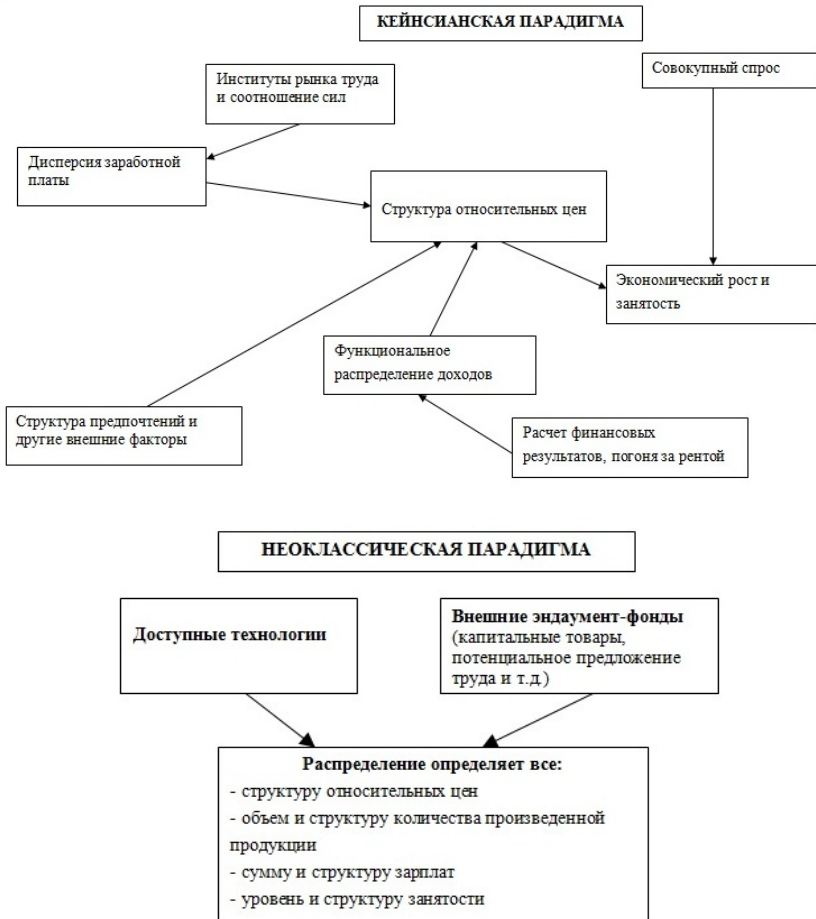 КЕЙНСИАНСКАЯ ПАРАДИГМА
Институты рынка труда
и соотношение сил
Совокупный спрос
Дисперсия заработной
платы
Структура относительных цен
Экономический рост и
занятость
Функциональное
распределение доходов
Структура предпочтений и
другие внешние факторы
Расчет финансовых
результатов, погоня за рентой
НЕОКЛАССИЧЕСКАЯ ПАРАДИГМА
Доступные технологии
Внешние эндаумент-фонды
(капитальные товары,
потенциальное предложение
труда и т.д.)
Распределение определяет все:
- структуру относительных цен
- объем и структуру количества произведенной
продукции
- сумму и структуру зарплат
- уровень и структуру занятости